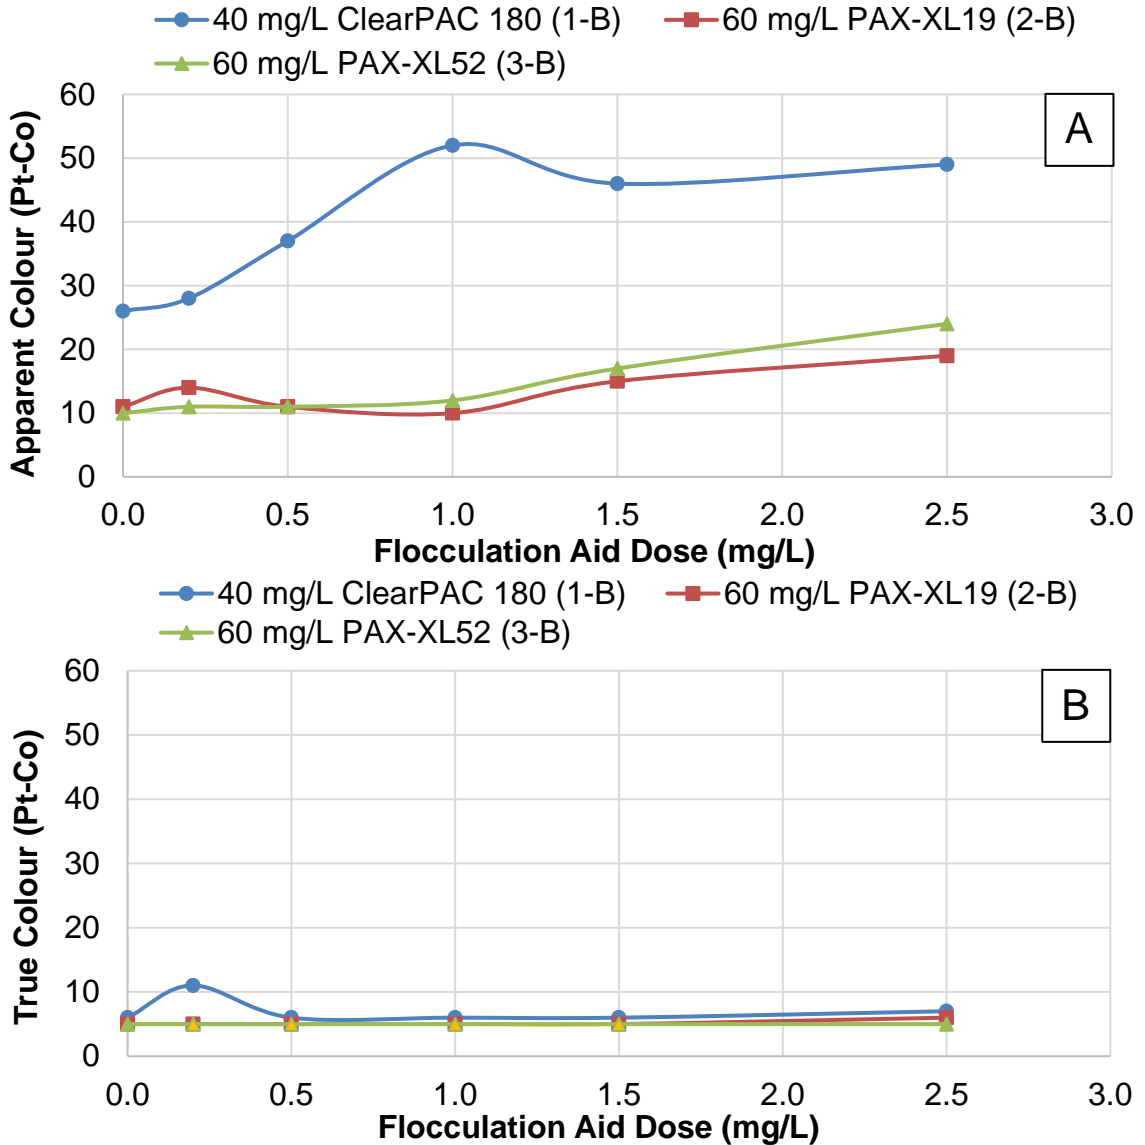 40 mg/L ClearPAC 180 (1-B) 60 mg/L PAX-XL19 (2-B)
60 mg/L PAX-XL52 (3-B)
A
Apparent Colour (Pt-Co)
60
50
40
30
20
10
0
0.0 0.5 1.0 1.5 2.0 2.5 3.0
Flocculation Aid Dose (mg/L)
40 mg/L ClearPAC 180 (1-B) 60 mg/L PAX-XL19 (2-B)
60 mg/L PAX-XL52 (3-B)
B
True Colour (Pt-Co)
60
50
40
30
20
10
0
0.0 0.5 1.0 1.5 2.0 2.5 3.0
Flocculation Aid Dose (mg/L)